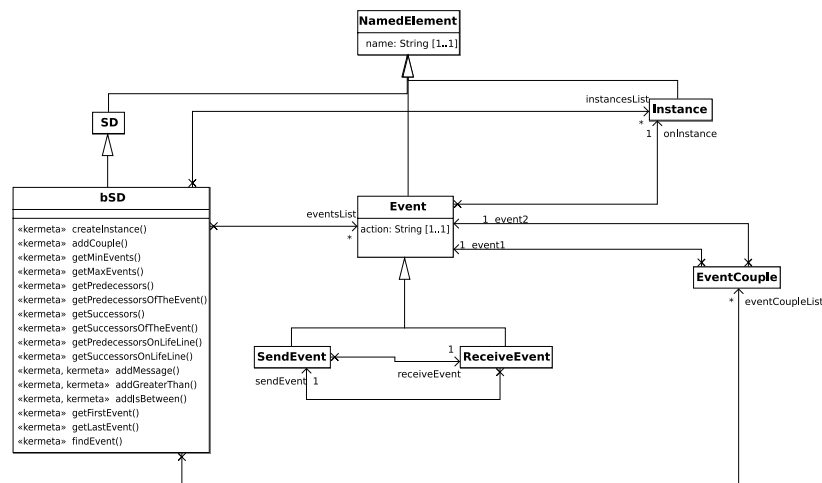 NamedElement
name: String [1..1]
instancesList
SD
Instance
*
1 onInstance
bSD
Event
eventsList
*
action: String [1..1]
1 event2
1 event1
«kermeta» createInstance()
«kermeta» addCouple()
«kermeta» getMinEvents()
«kermeta» getMaxEvents()
«kermeta» getPredecessors()
«kermeta» getPredecessorsOfTheEvent()
«kermeta» getSuccessors()
«kermeta» getSuccessorsOfTheEvent()
«kermeta» getPredecessorsOnLifeLine()
«kermeta» getSuccessorsOnLifeLine()
«kermeta, kermeta» addMessage()
«kermeta, kermeta» addGreaterThan()
«kermeta, kermeta» addIsBetween()
«kermeta» getFirstEvent()
«kermeta» getLastEvent()
«kermeta» findEvent()
EventCouple
* eventCoupleList
SendEvent
1
ReceiveEvent
sendEvent 1
receiveEvent